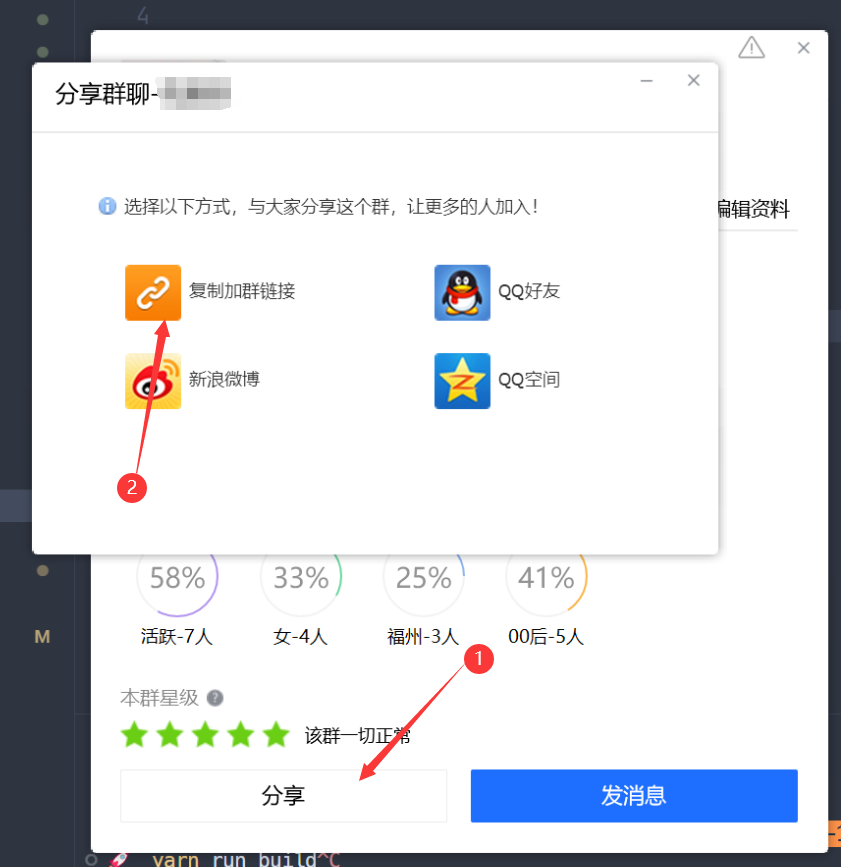 4
分享群聊-
选择以下方式，与大家分享这个群，让更多的人加入！
编辑资料
复制加群链接
QQ好友
新浪微博
QQ空间
2
58%
33%
25%
41%
活跃-7人
女-4人
福州-3人
00后-5人
M
1
本群星级
该群一切正常
分享
发消息
yarn run build^C